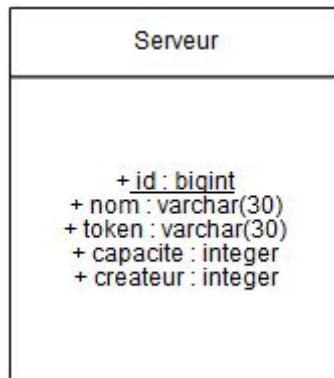 Serveur
+ id : bigint
+ nom : varchar(30)
+ token : varchar(30)
+ capacite : integer
+ createur : integer